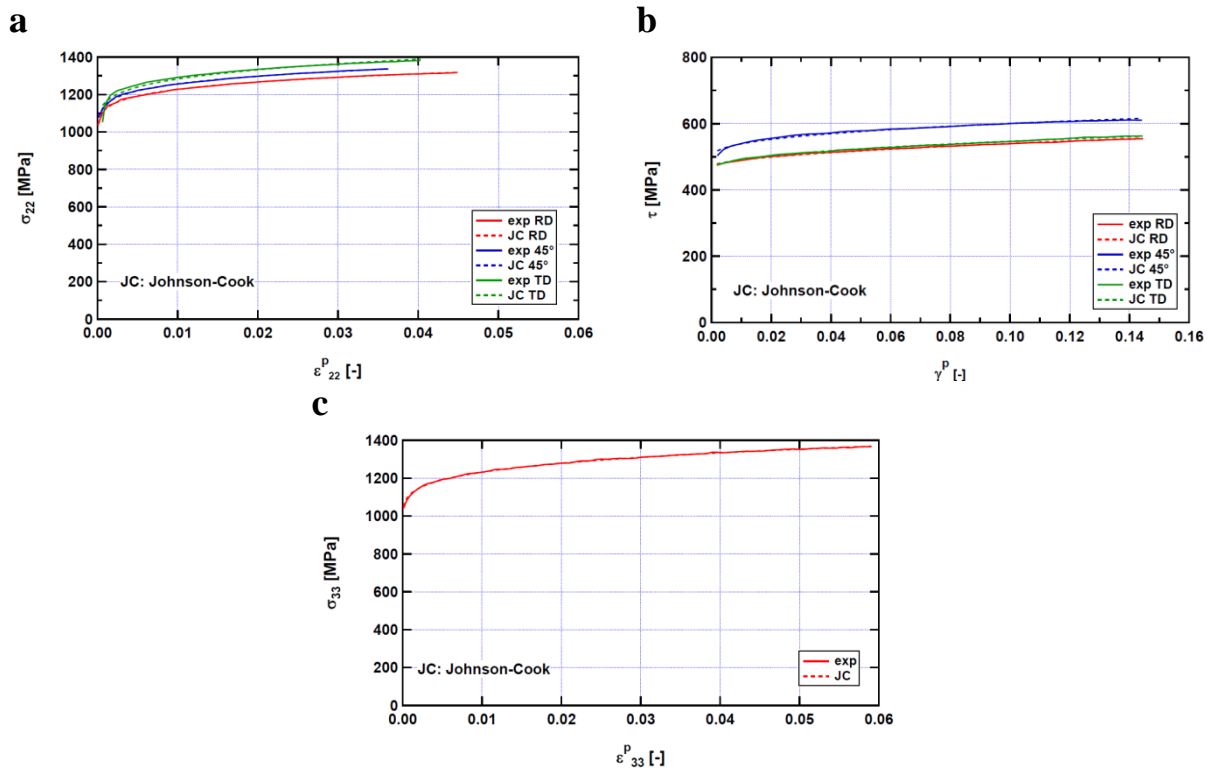 a
1400
1200
1000
800
600
400
200
0
σ22 [MPa]
exp RD
JC RD
exp 45°
JC 45°
exp TD
JC TD
JC: Johnson-Cook
0.00 0.01 0.02 0.03 0.04 0.05 0.06
ε^p_22 [-]
b
800
600
400
200
0
τ [MPa]
exp RD
JC RD
exp 45°
JC 45°
exp TD
JC TD
JC: Johnson-Cook
0.00 0.02 0.04 0.06 0.08 0.10 0.12 0.14 0.16
γ^p [-]
c
1400
1200
1000
800
600
400
200
0
σ33 [MPa]
exp
JC
JC: Johnson-Cook
0.00 0.01 0.02 0.03 0.04 0.05 0.06
ε^p_33 [-]